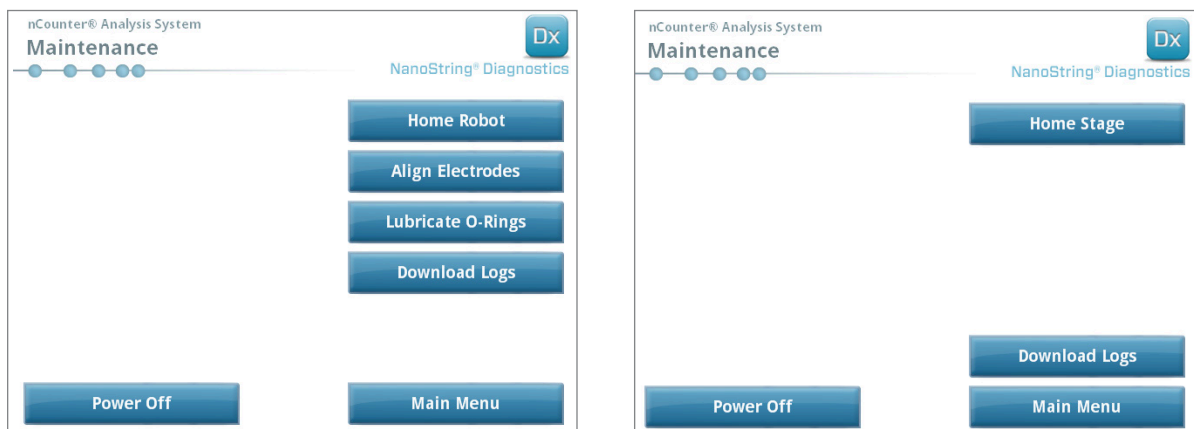 nCounter® Analysis System
Maintenance
Dx
NanoString® Diagnostics
Home Robot
Align Electrodes
Lubricate O-Rings
Download Logs
Power Off
Main Menu
nCounter® Analysis System
Maintenance
Dx
NanoString® Diagnostics
Home Stage
Download Logs
Power Off
Main Menu